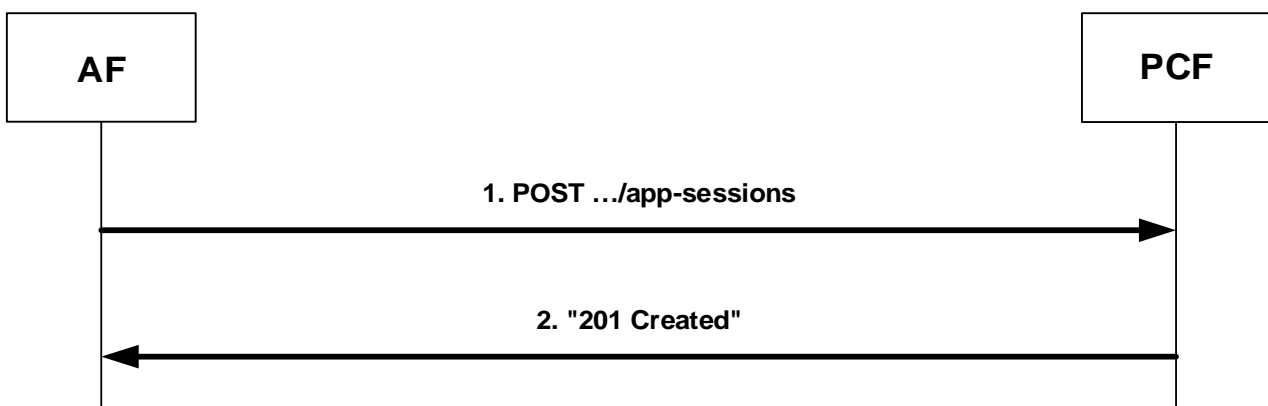 AF
PCF
1. POST …/app-sessions
2. "201 Created"